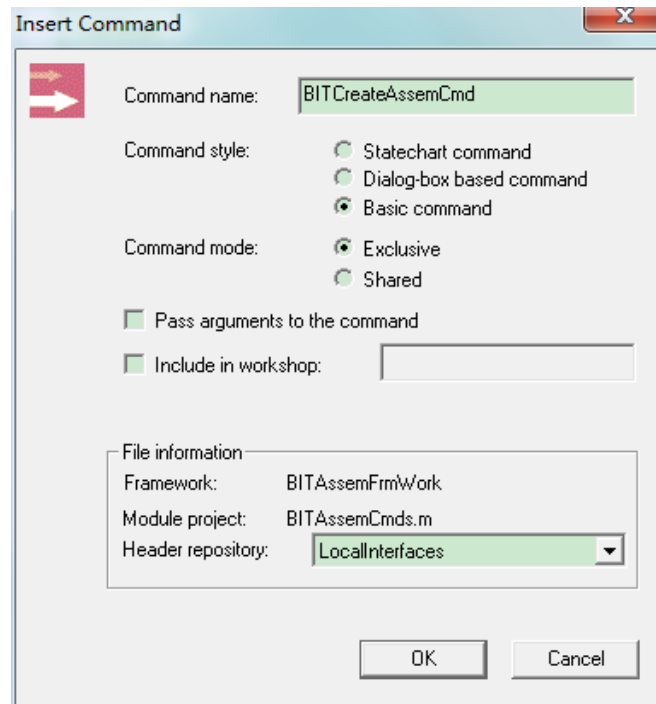 Insert Command
Command name: BITCreateAssemCmd
Command style: Statechart command
Dialog-box based command
Basic command
Command mode: Exclusive
Shared
Pass arguments to the command
Include in workshop:
File information
Framework: BITAssemFrmWork
Module project: BITAssemCmds.m
Header repository: LocalInterfaces
OK Cancel